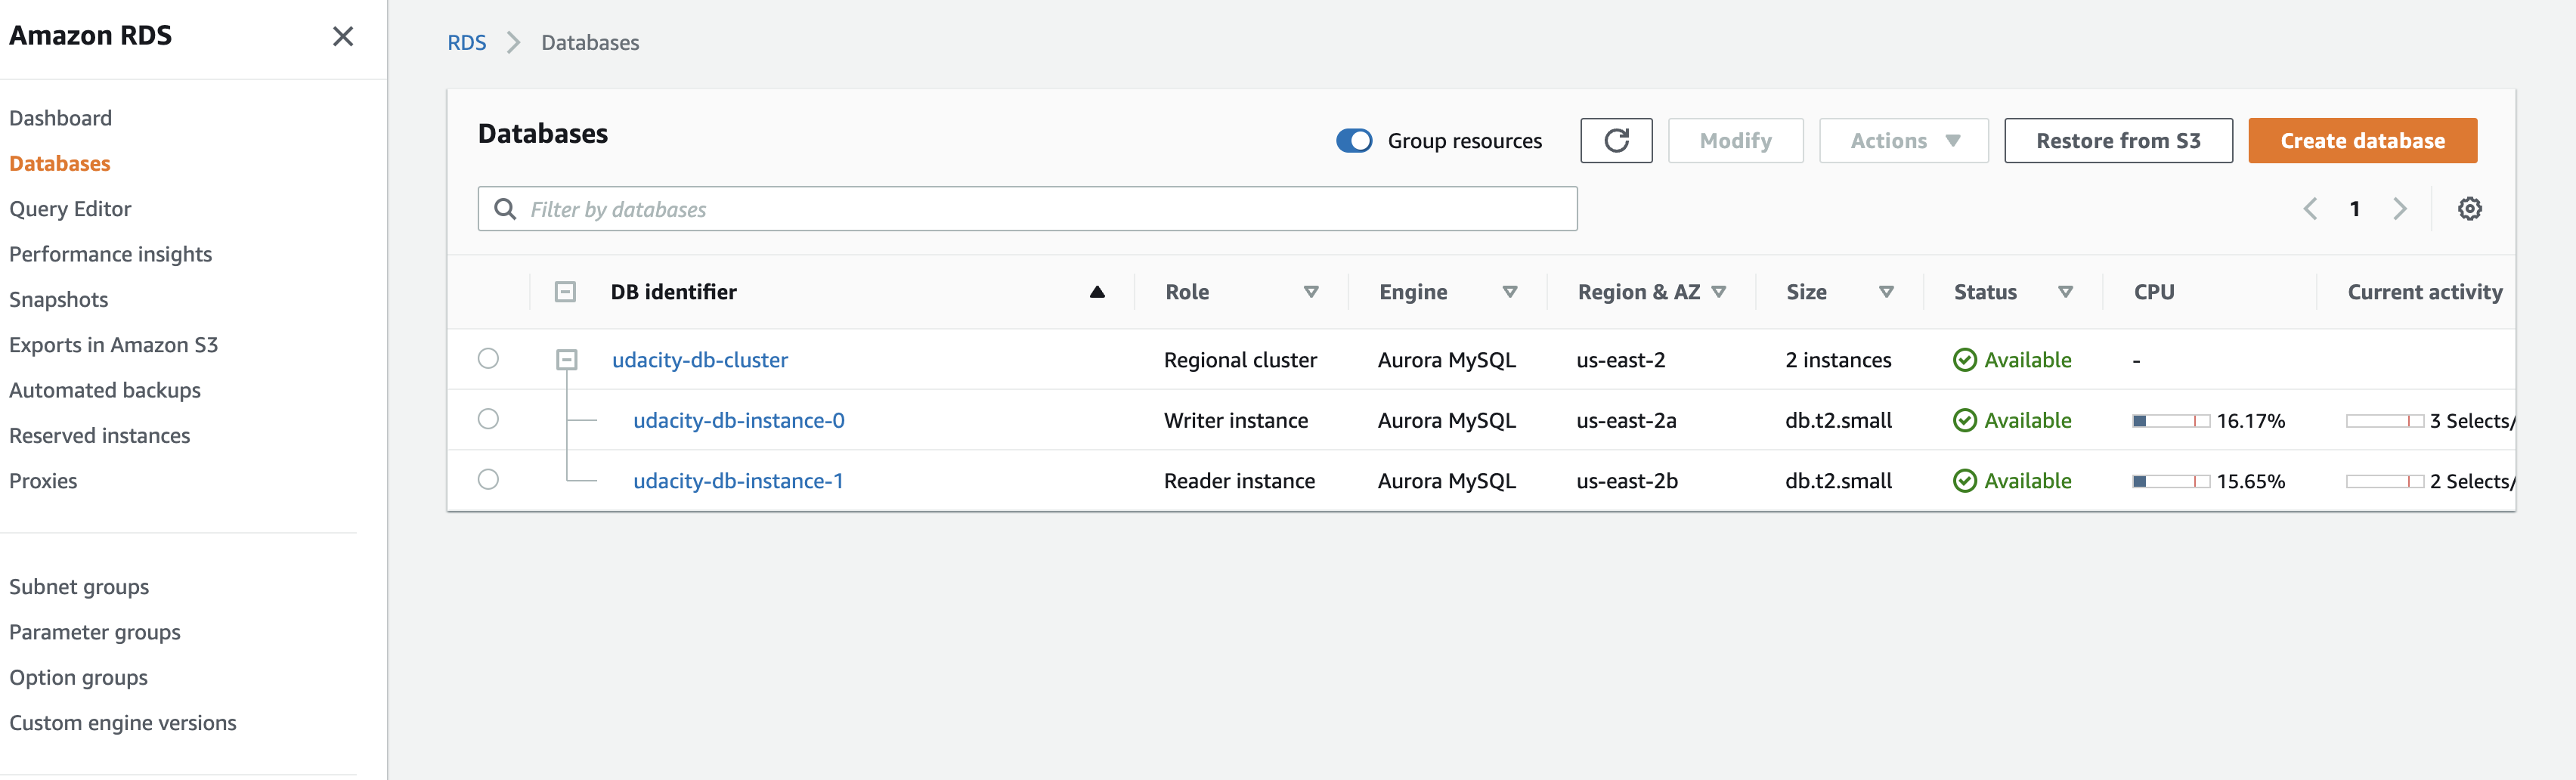 Amazon RDS
Dashboard
Databases
Query Editor
Performance insights
Snapshots
Exports in Amazon S3
Automated backups
Reserved instances
Proxies
Subnet groups
Parameter groups
Option groups
Custom engine versions
RDS > Databases
Databases
Group resources
Modify
Actions
Restore from S3
Create database
Filter by databases
1
DB identifier Role Engine Region & AZ Size Status CPU Current activity
udacity-db-cluster Regional cluster Aurora MySQL us-east-2 2 instances Available -
udacity-db-instance-0 Writer instance Aurora MySQL us-east-2a db.t2.small Available 16.17% 3 Selects/
udacity-db-instance-1 Reader instance Aurora MySQL us-east-2b db.t2.small Available 15.65% 2 Selects/